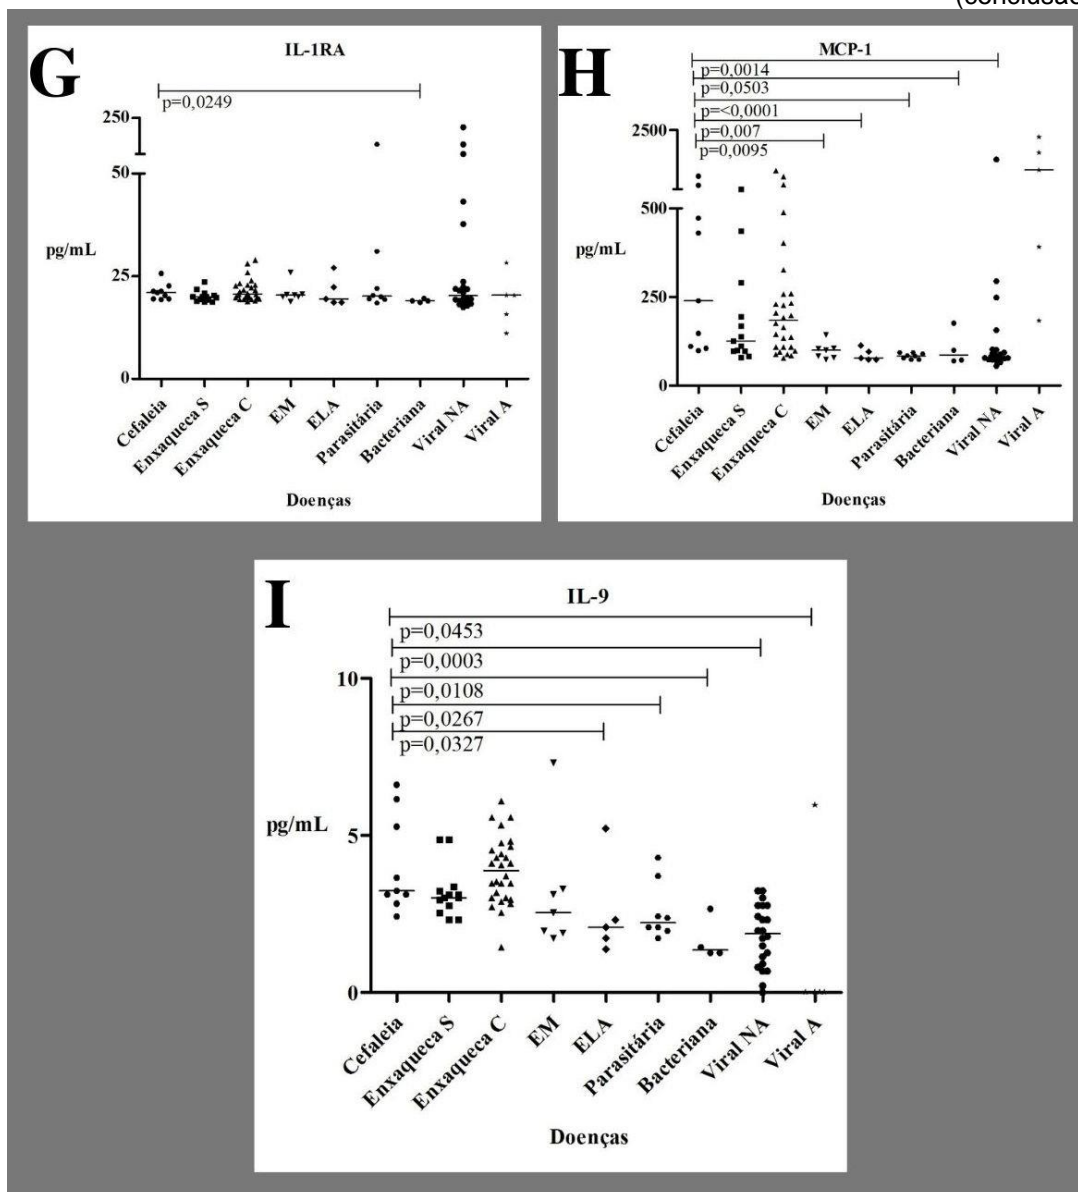 (conclusão
G
IL-1RA
p=0,0249
250
50
pg/mL
25
0
Cefaleia
Enxaqueca S
Enxaqueca C
EM
ELA
Parasitária
Bacteriana
Viral NA
Viral A
Doenças
H
MCP-1
p=0,0014
p=0,0503
p=<0,0001
p=0,007
p=0,0095
2500
500
pg/mL
250
0
Cefaleia
Enxaqueca S
Enxaqueca C
EM
ELA
Parasitária
Bacteriana
Viral NA
Viral A
Doenças
I
IL-9
p=0,0453
p=0,0003
p=0,0108
p=0,0267
p=0,0327
10
pg/mL
5
0
Cefaleia
Enxaqueca S
Enxaqueca C
EM
ELA
Parasitária
Bacteriana
Viral NA
Viral A
Doenças